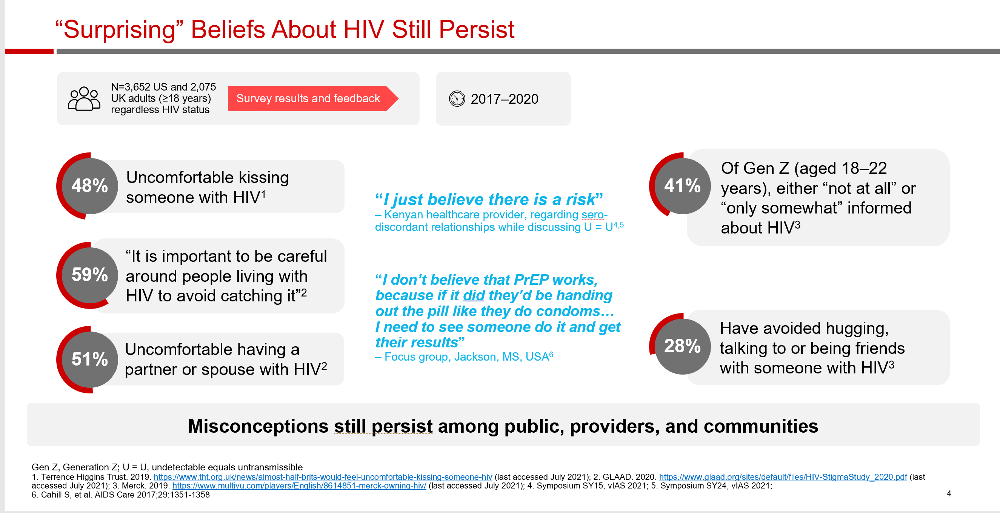 “Surprising” Beliefs About HIV Still Persist
N=3,652 US and 2,075
UK adults (≥18 years)
regardless HIV status
Survey results and feedback
2017–2020
48%
Uncomfortable kissing
someone with HIV1
59%
“It is important to be careful
around people living with
HIV to avoid catching it”2
51%
Uncomfortable having a
partner or spouse with HIV2
“I just believe there is a risk”
– Kenyan healthcare provider, regarding sero-
discordant relationships while discussing U = U4,5
“I don’t believe that PrEP works,
because if it did they’d be handing
out the pill like they do condoms…
I need to see someone do it and get
their results”
– Focus group, Jackson, MS, USA6
41%
Of Gen Z (aged 18–22
years), either “not at all” or
“only somewhat” informed
about HIV3
28%
Have avoided hugging,
talking to or being friends
with someone with HIV3
Misconceptions still persist among public, providers, and communities
Gen Z, Generation Z; U = U, undetectable equals untransmissible
1. Terrence Higgins Trust. 2019. https://www.tht.org.uk/news/almost-half-brits-would-feel-uncomfortable-kissing-someone-hiv (last accessed July 2021); 2. GLAAD. 2020. https://www.glaad.org/sites/default/files/HIV-StigmaStudy_2020.pdf (last
accessed July 2021); 3. Merck. 2019. https://www.multivu.com/players/English/8614851-merck-owning-hiv/ (last accessed July 2021); 4. Symposium SY15, vIAS 2021; 5. Symposium SY24, vIAS 2021;
6. Cahill S, et al. AIDS Care 2017;29:1351-1358
4